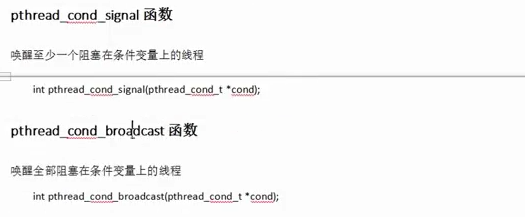 pthread_cond_signal 函数
唤醒至少一个阻塞在条件变量上的线程
int pthread_cond_signal(pthread_cond_t *cond);
pthread_cond_broadcast 函数
唤醒全部阻塞在条件变量上的线程
int pthread_cond_broadcast(pthread_cond_t *cond);